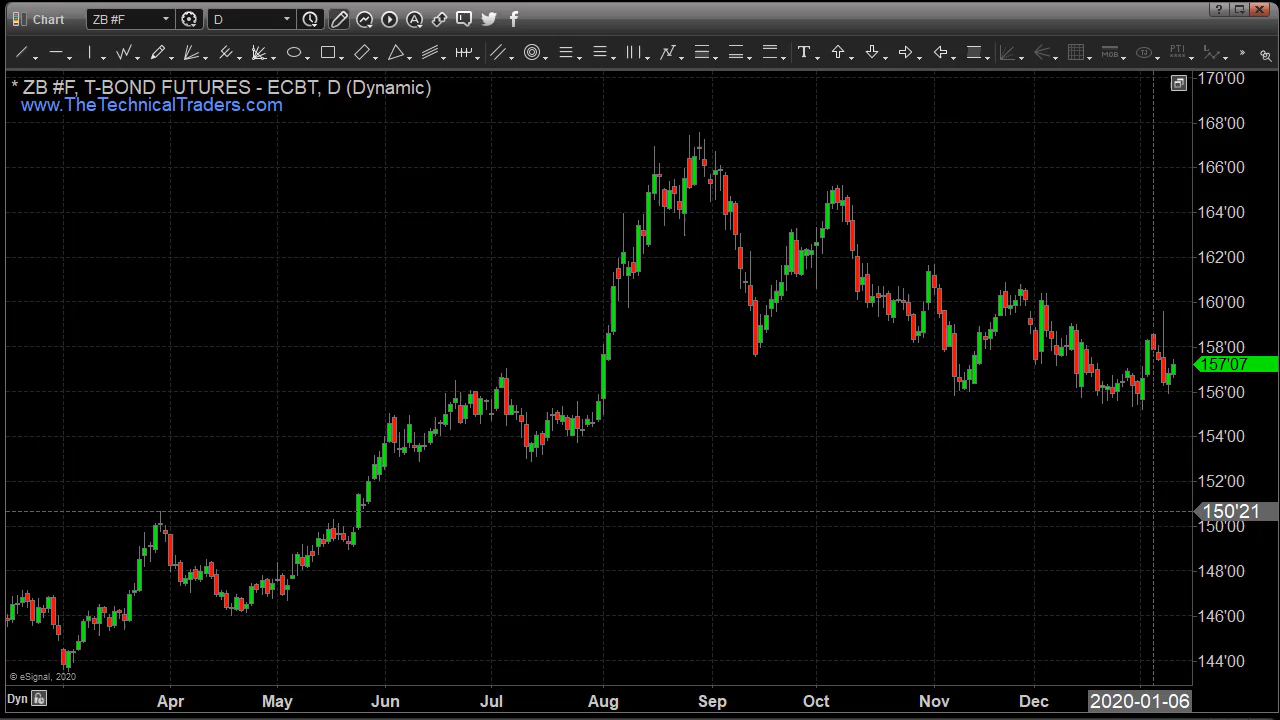 Chart ZB #F D
T MOB TD PTI L » ?
* ZB #F, T-BOND FUTURES - ECBT, D (Dynamic)
www.TheTechnicalTraders.com
170'00
168'00
166'00
164'00
162'00
160'00
158'00
157'07
156'00
154'00
152'00
150'21
150'00
148'00
146'00
144'00
© eSignal, 2020
Dyn Apr May Jun Jul Aug Sep Oct Nov Dec 2020-01-06